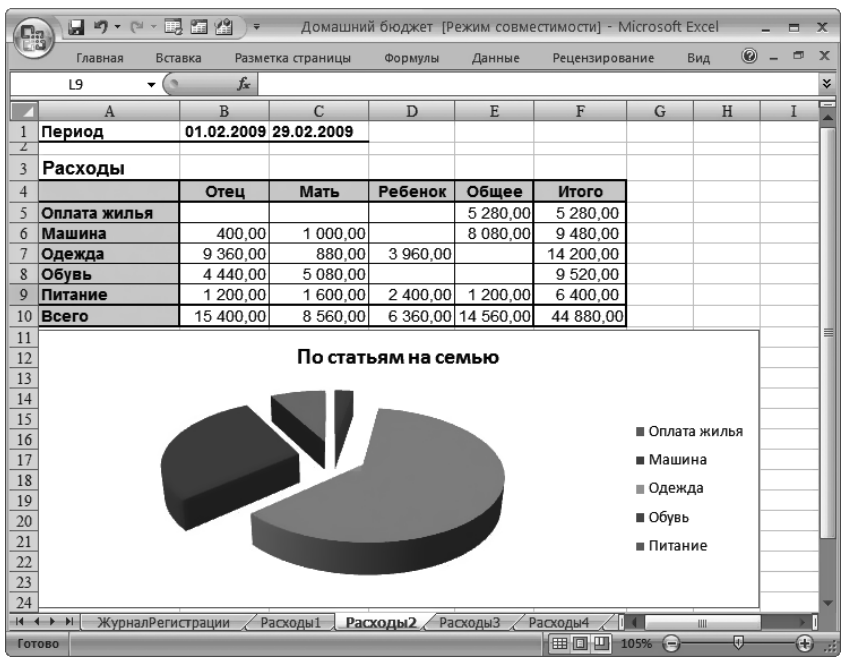 Домашний бюджет [Режим совместимости] - Microsoft Excel
Главная Вставка Разметка страницы Формулы Данные Рецензирование Вид
L9 fx
A B C D E F G H I
1 Период 01.02.2009 29.02.2009
2
3 Расходы
4 Отец Мать Ребенок Общее Итого
5 Оплата жилья 5 280,00 5 280,00
6 Машина 400,00 1 000,00 8 080,00 9 480,00
7 Одежда 9 360,00 880,00 3 960,00 14 200,00
8 Обувь 4 440,00 5 080,00 9 520,00
9 Питание 1 200,00 1 600,00 2 400,00 1 200,00 6 400,00
10 Всего 15 400,00 8 560,00 6 360,00 14 560,00 44 880,00
11
12 По статьям на семью
13
14
15
16 Оплата жилья
17 Машина
18
19 Одежда
20 Обувь
21 Питание
22
23
24
ЖурналРегистрации Расходы1 Расходы2 Расходы3 Расходы4
Готово 105%